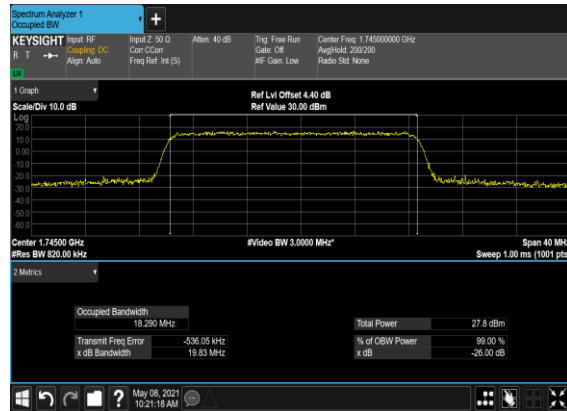 Spectrum Analyzer 1
Occupied BW
+
KEYSIGHT
R T
LXI
Input: RF
Coupling: DC
Align: Auto
Input Z: 50 Ω
Corr CCorr
Freq Ref: Int (S)
Atten: 40 dB
Trig: Free Run
Gate: Off
#IF Gain: Low
Center Freq: 1.745000000 GHz
Avg|Hold: 200/200
Radio Std: None
1 Graph
Scale/Div 10.0 dB
Ref Lvl Offset 4.40 dB
Ref Value 30.00 dBm
Log
20.0
10.0
0.00
-10.0
-20.0
-30.0
-40.0
-50.0
-60.0
Center 1.74500 GHz
#Res BW 820.00 kHz
#Video BW 3.0000 MHz*
Span 40 MHz
Sweep 1.00 ms (1001 pts
2 Metrics
Occupied Bandwidth
18.290 MHz
Transmit Freq Error -536.05 kHz
x dB Bandwidth 19.83 MHz
Total Power 27.8 dBm
% of OBW Power 99.00 %
x dB -26.00 dB
?
May 08, 2021
10:21:18 AM